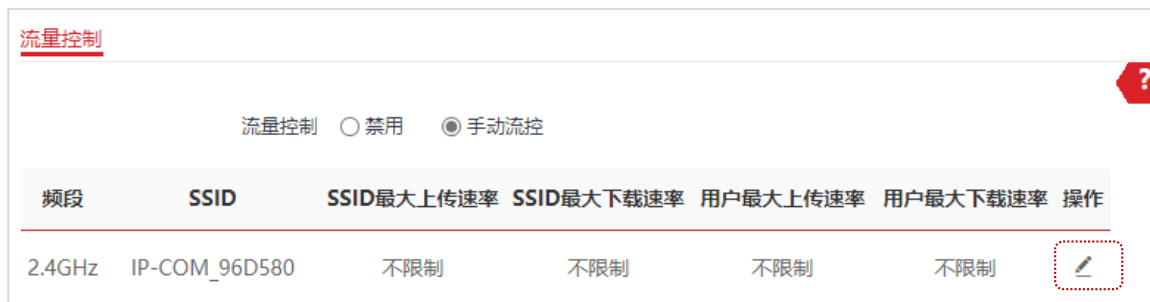 流量控制
?
流量控制 禁用 手动流控
频段 SSID SSID最大上传速率 SSID最大下载速率 用户最大上传速率 用户最大下载速率 操作
2.4GHz IP-COM_96D580 不限制 不限制 不限制 不限制